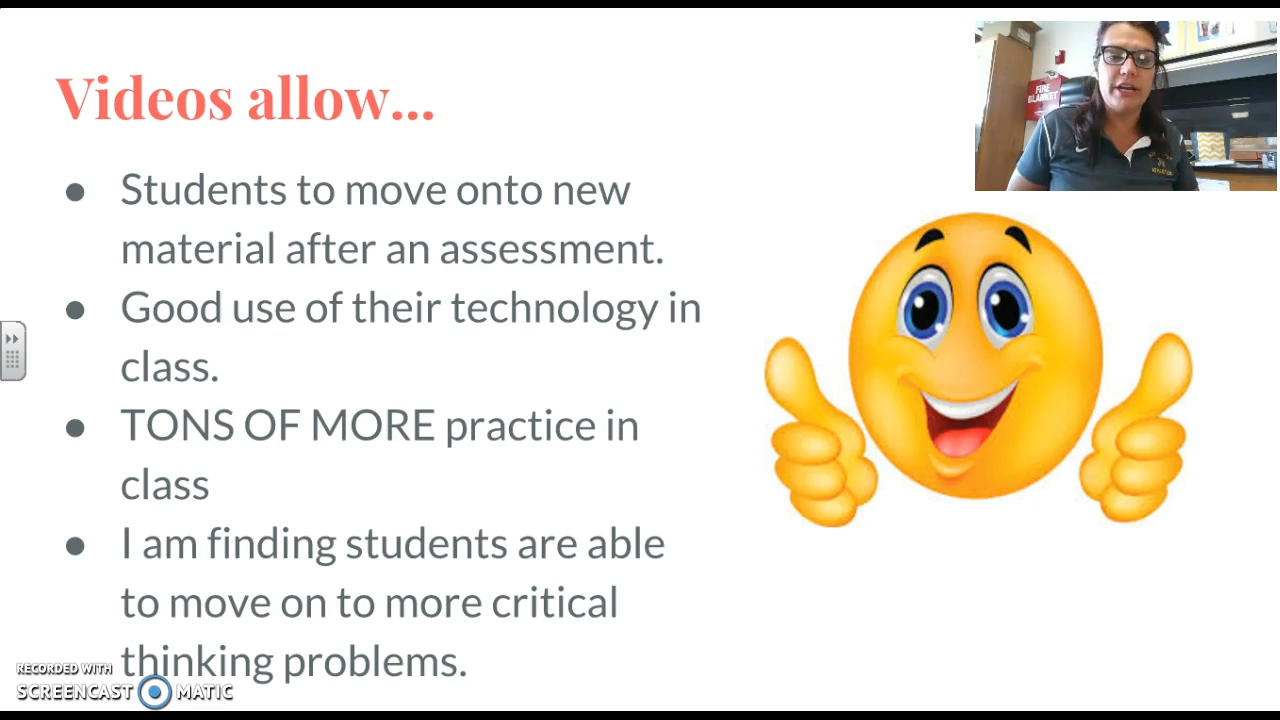 Videos allow...
FIRE
BLANKET
● Students to move onto new
material after an assessment.
● Good use of their technology in
class.
● TONS OF MORE practice in
class
● I am finding students are able
to move on to more critical
thinking problems.
RECORDED WITH
SCREENCAST MATIC